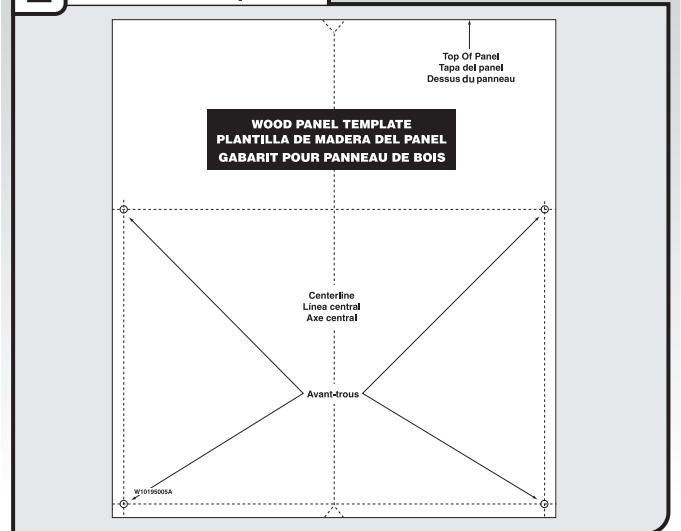 Top Of Panel
Tapa del panel
Dessus du panneau
WOOD PANEL TEMPLATE
PLANTILLA DE MADERA DEL PANEL
GABARIT POUR PANNEAU DE BOIS
Centerline
Línea central
Axe central
Avant-trous
W10195005A